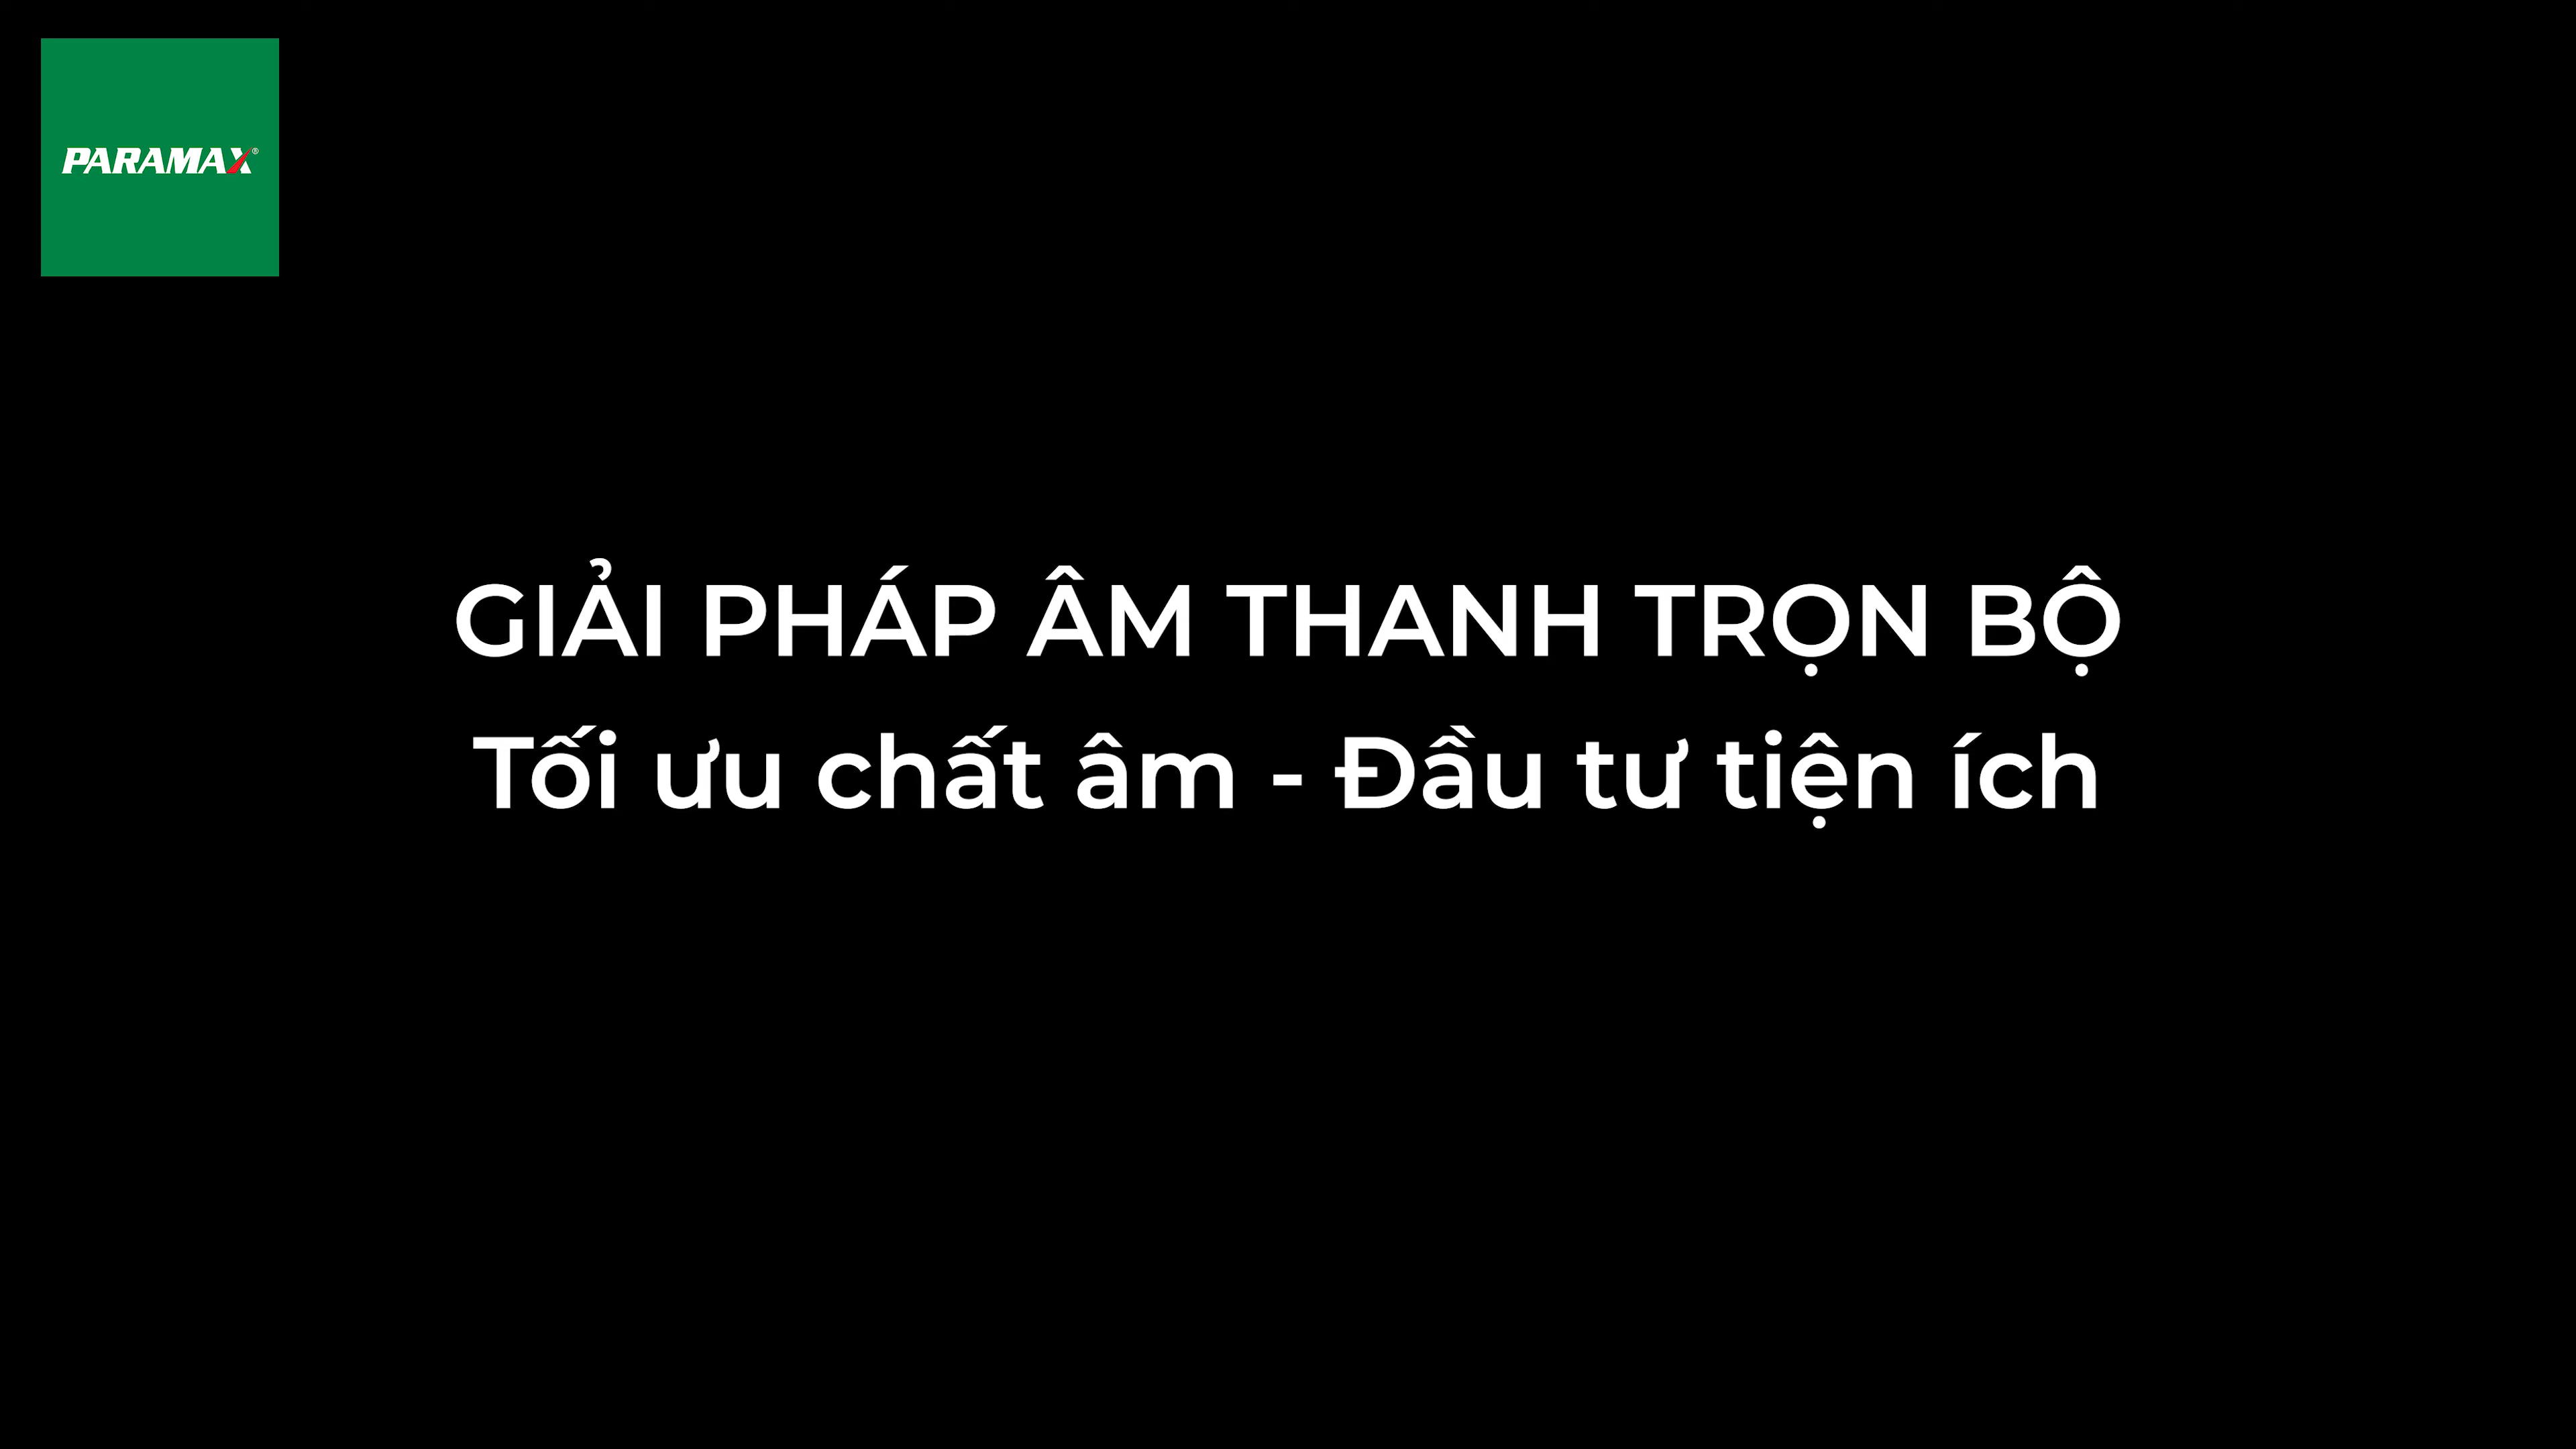 PARAMAX®
GIẢI PHÁP ÂM THANH TRỌN BỘ
Tối ưu chất âm - Đầu tư tiện ích